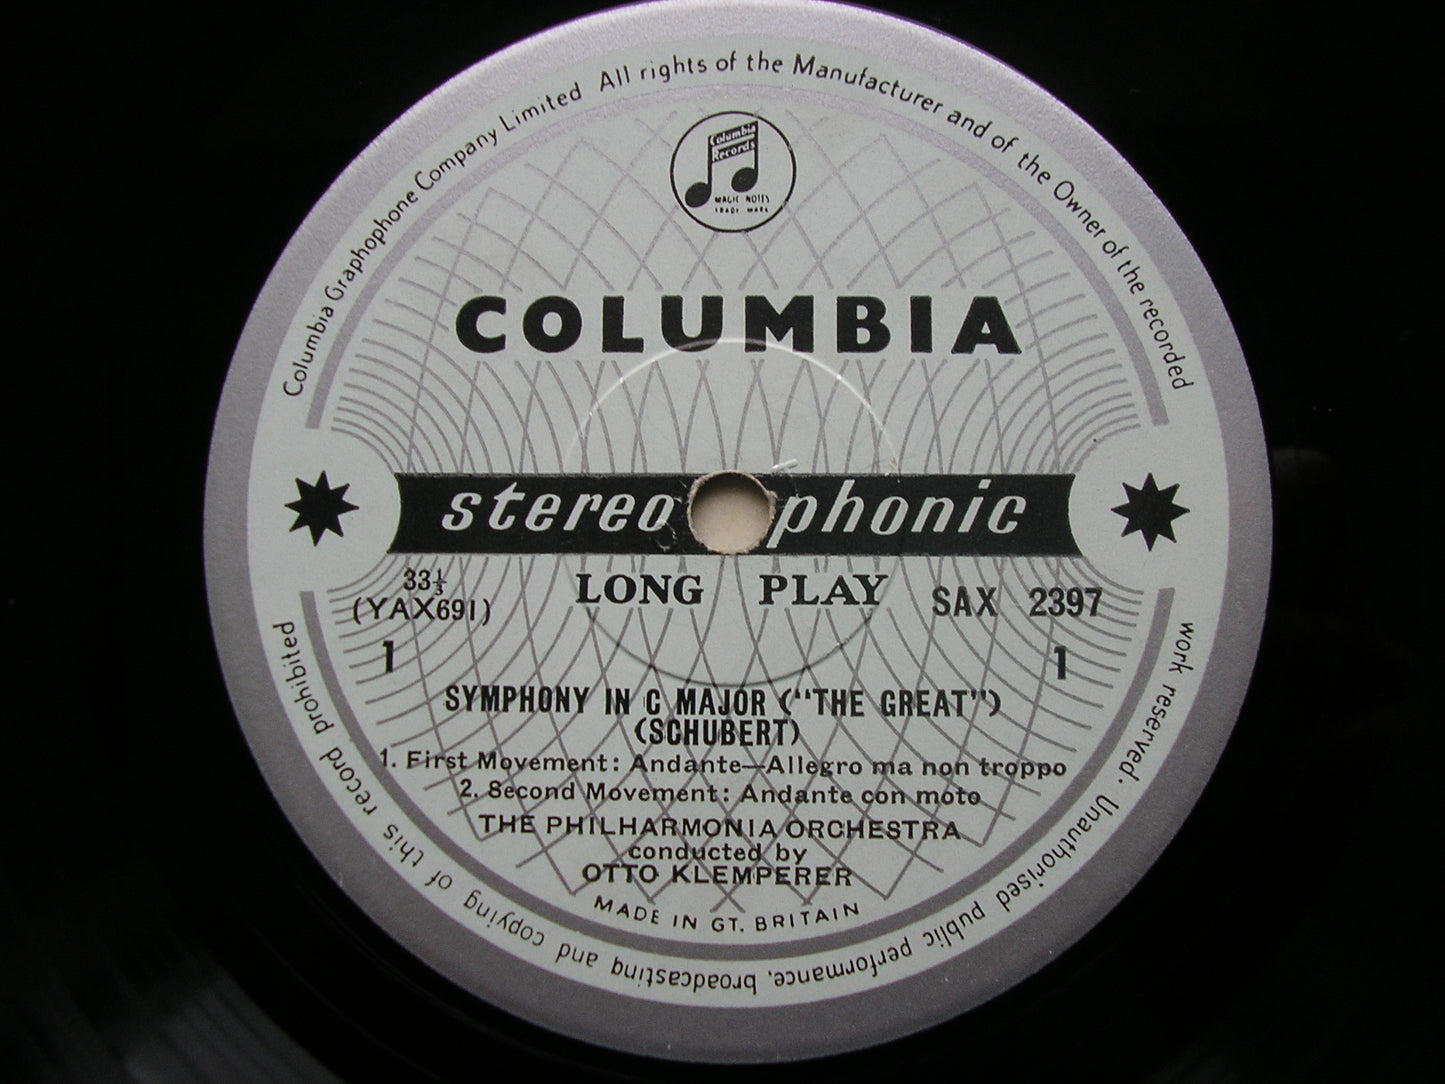 Columbia Graphophone Company Limited All rights of the Manufacturer and of the Owner of the recorded
work reserved. Unauthorised public performance, broadcasting and copying of this record prohibited
Columbia
Records
MAGIC NOTES
TRADE MARK
COLUMBIA
stereophonic
33⅓
(YAX691)
LONG PLAY
SAX 2397
1
1
SYMPHONY IN C MAJOR ("THE GREAT")
(SCHUBERT)
1. First Movement: Andante—Allegro ma non troppo
2. Second Movement: Andante con moto
THE PHILHARMONIA ORCHESTRA
conducted by
OTTO KLEMPERER
MADE IN GT. BRITAIN